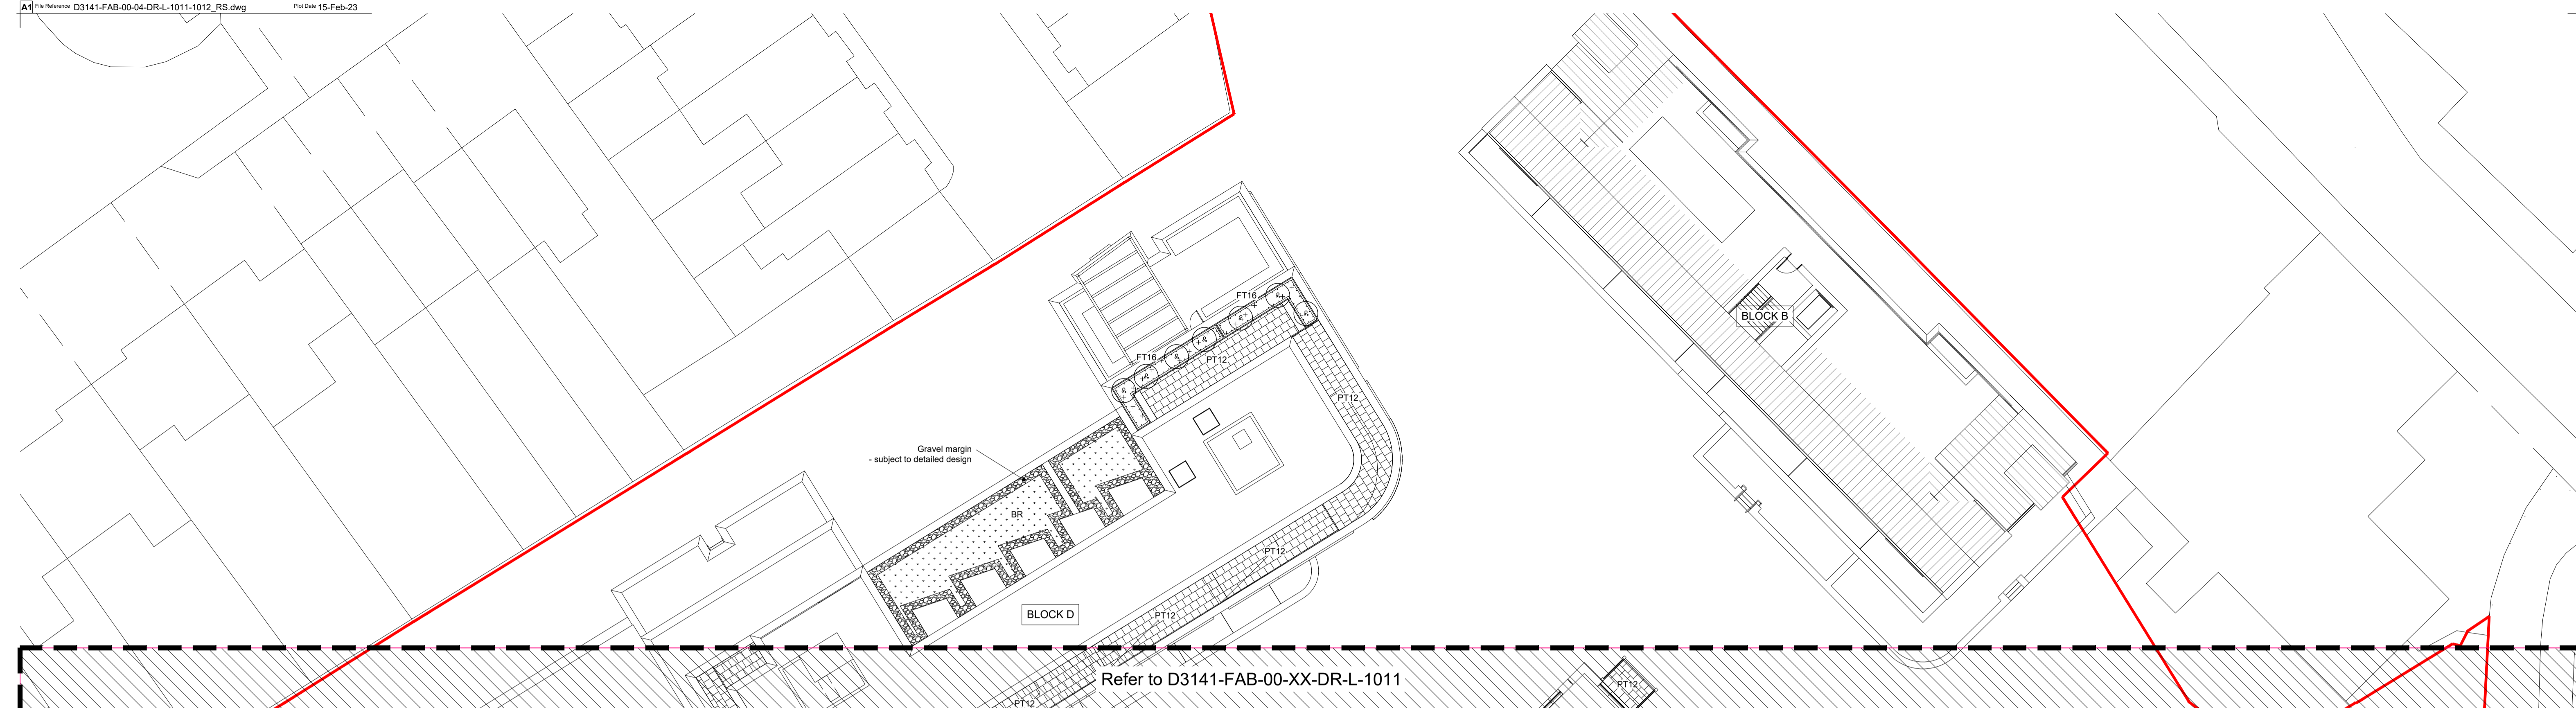 A1 File Reference D3141-FAB-00-04-DR-L-1011-1012_RS.dwg Plot Date 15-Feb-23
FT16
BLOCK B
FT16
PT12
PT12
Gravel margin
- subject to detailed design
BR
PT12
BLOCK D
PT12
Refer to D3141-FAB-00-XX-DR-L-1011
PT12
PT12